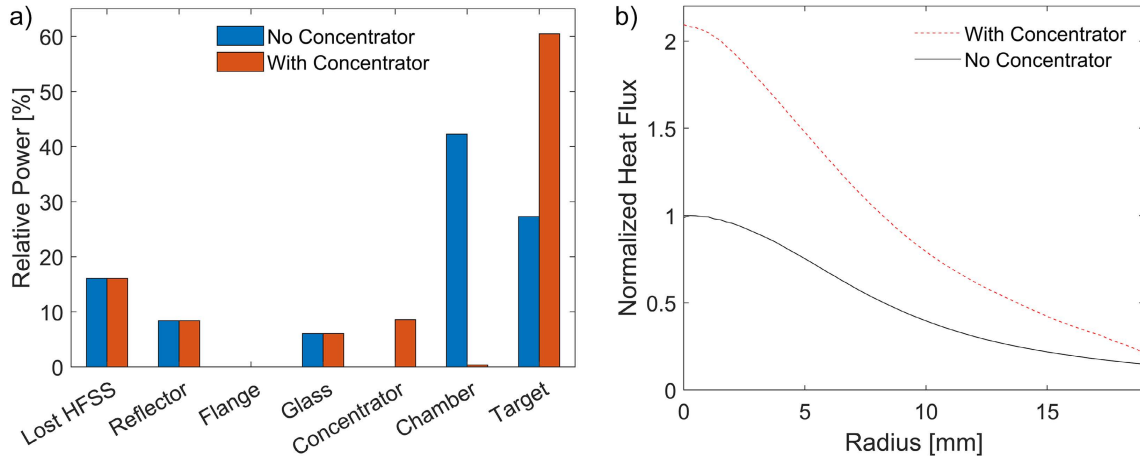 a)
Relative Power [%]
60
50
40
30
20
10
0
No Concentrator
With Concentrator
Lost HFSS
Reflector
Flange
Glass
Concentrator
Chamber
Target
b)
Normalized Heat Flux
2
1.5
1
0.5
0
With Concentrator
No Concentrator
0 5 10 15
Radius [mm]